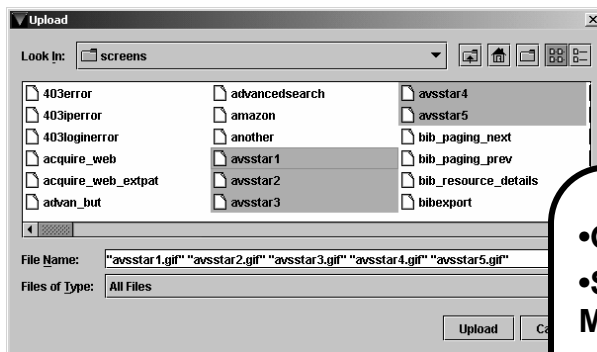 Upload
Look In: screens
403error advancedsearch avsstar4
403iperror amazon avsstar5
403loginerror another bib_paging_next
acquire_web avsstar1 bib_paging_prev
acquire_web_extpat avsstar2 bib_resource_details
advan_but avsstar3 bibexport
File Name: "avsstar1.gif" "avsstar2.gif" "avsstar3.gif" "avsstar4.gif" "avsstar5.gif"
Files of Type: All Files
Upload